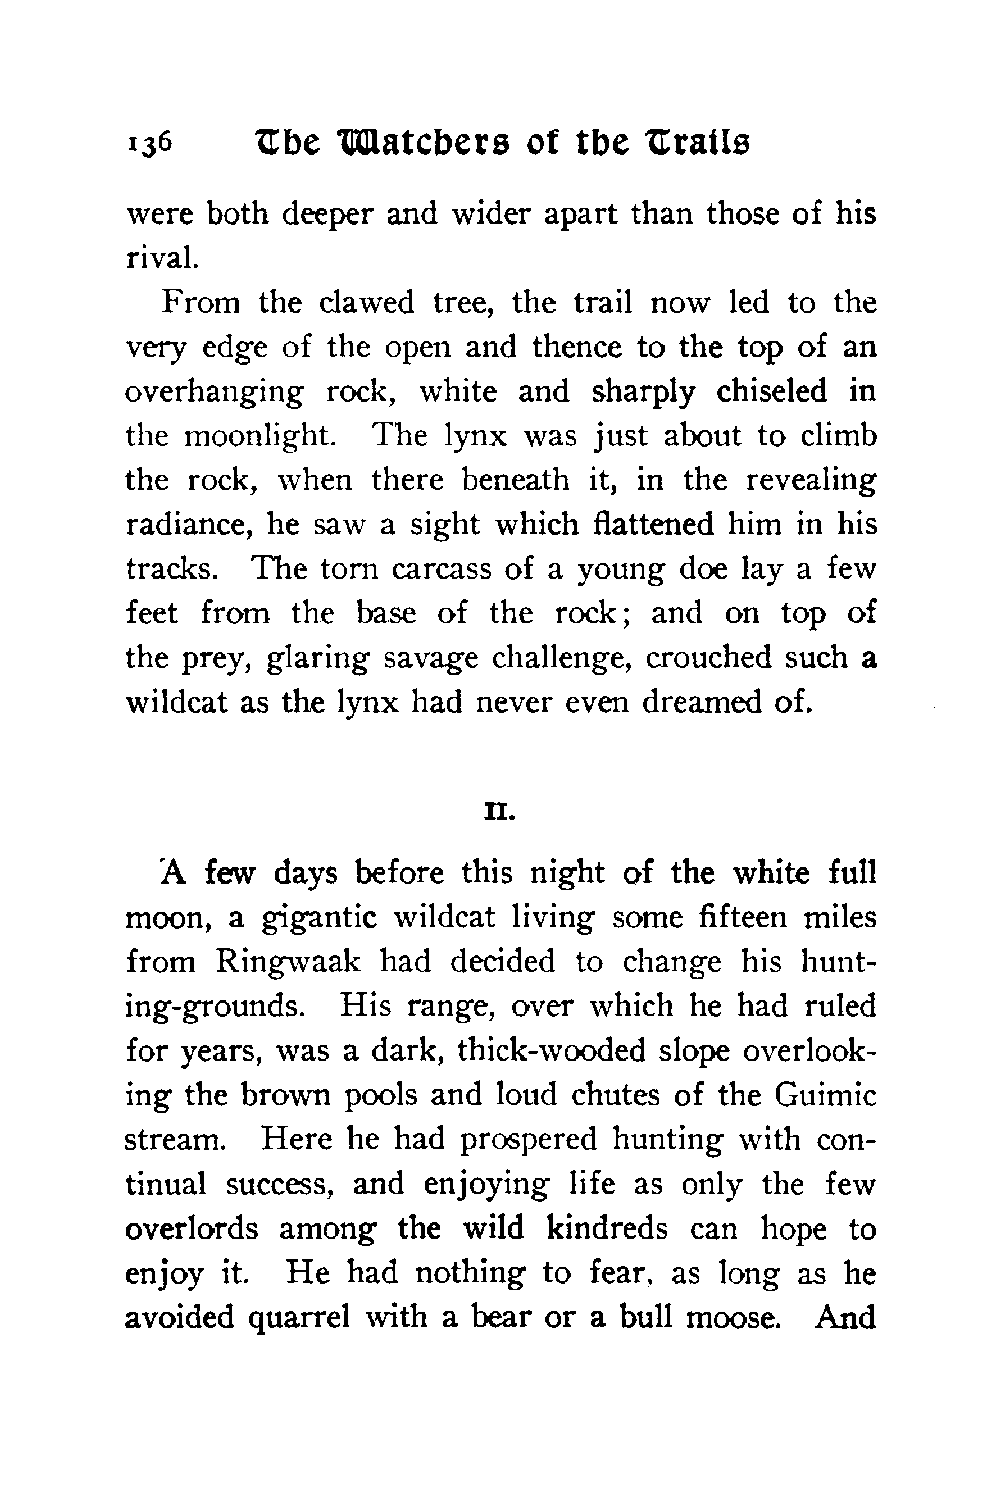 136 The Watchers of the Trails
were both deeper and wider apart than those of his
rival.
From the clawed tree, the trail now led to the
very edge of the open and thence to the top of an
overhanging rock, white and sharply chiseled in
the moonlight. The lynx was just about to climb
the rock, when there beneath it, in the revealing
radiance, he saw a sight which flattened him in his
tracks. The torn carcass of a young doe lay a few
feet from the base of the rock; and on top of
the prey, glaring savage challenge, crouched such a
wildcat as the lynx had never even dreamed of.
II.
A few days before this night of the white full
moon, a gigantic wildcat living some fifteen miles
from Ringwaak had decided to change his hunt-
ing-grounds. His range, over which he had ruled
for years, was a dark, thick-wooded slope overlook-
ing the brown pools and loud chutes of the Guimic
stream. Here he had prospered hunting with con-
tinual success, and enjoying life as only the few
overlords among the wild kindreds can hope to
enjoy it. He had nothing to fear, as long as he
avoided quarrel with a bear or a bull moose. And